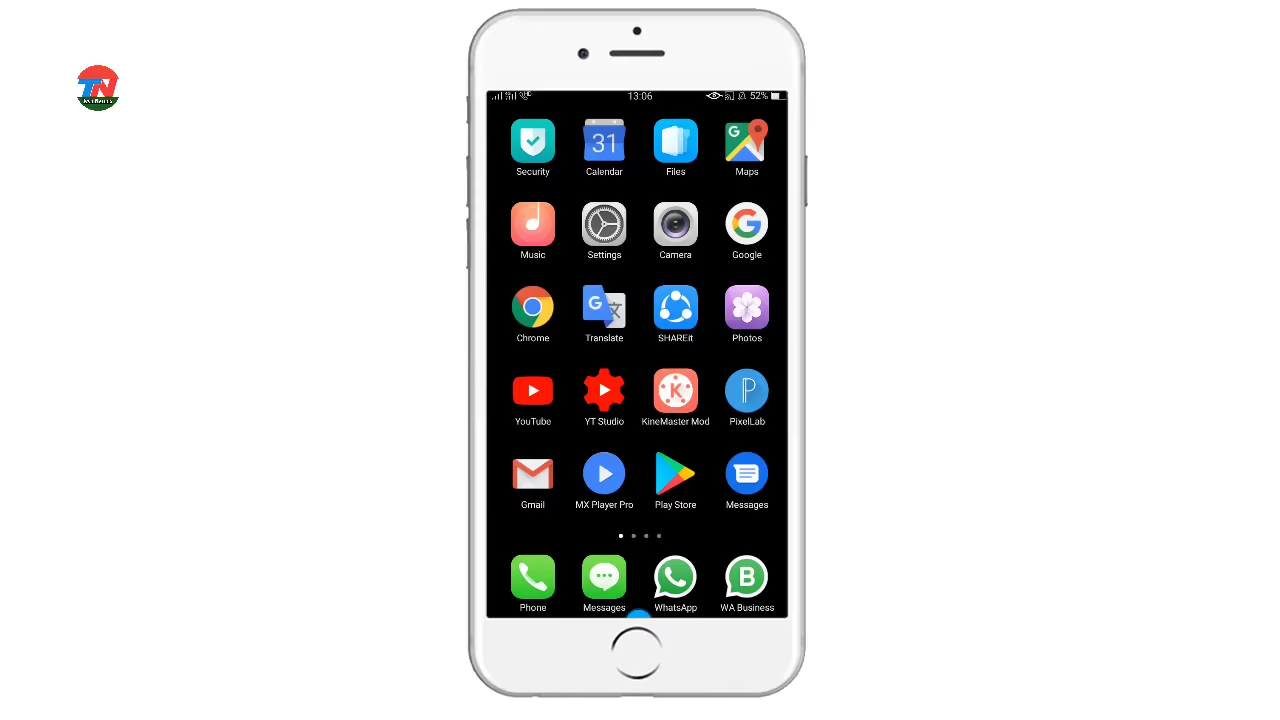 TN
13:06 52%
31
Security Calendar Files Maps
Music Settings Camera Google
Chrome Translate SHAREit Photos
YouTube YT Studio KineMaster Mod PixelLab
Gmail MX Player Pro Play Store Messages
Phone Messages WhatsApp WA Business